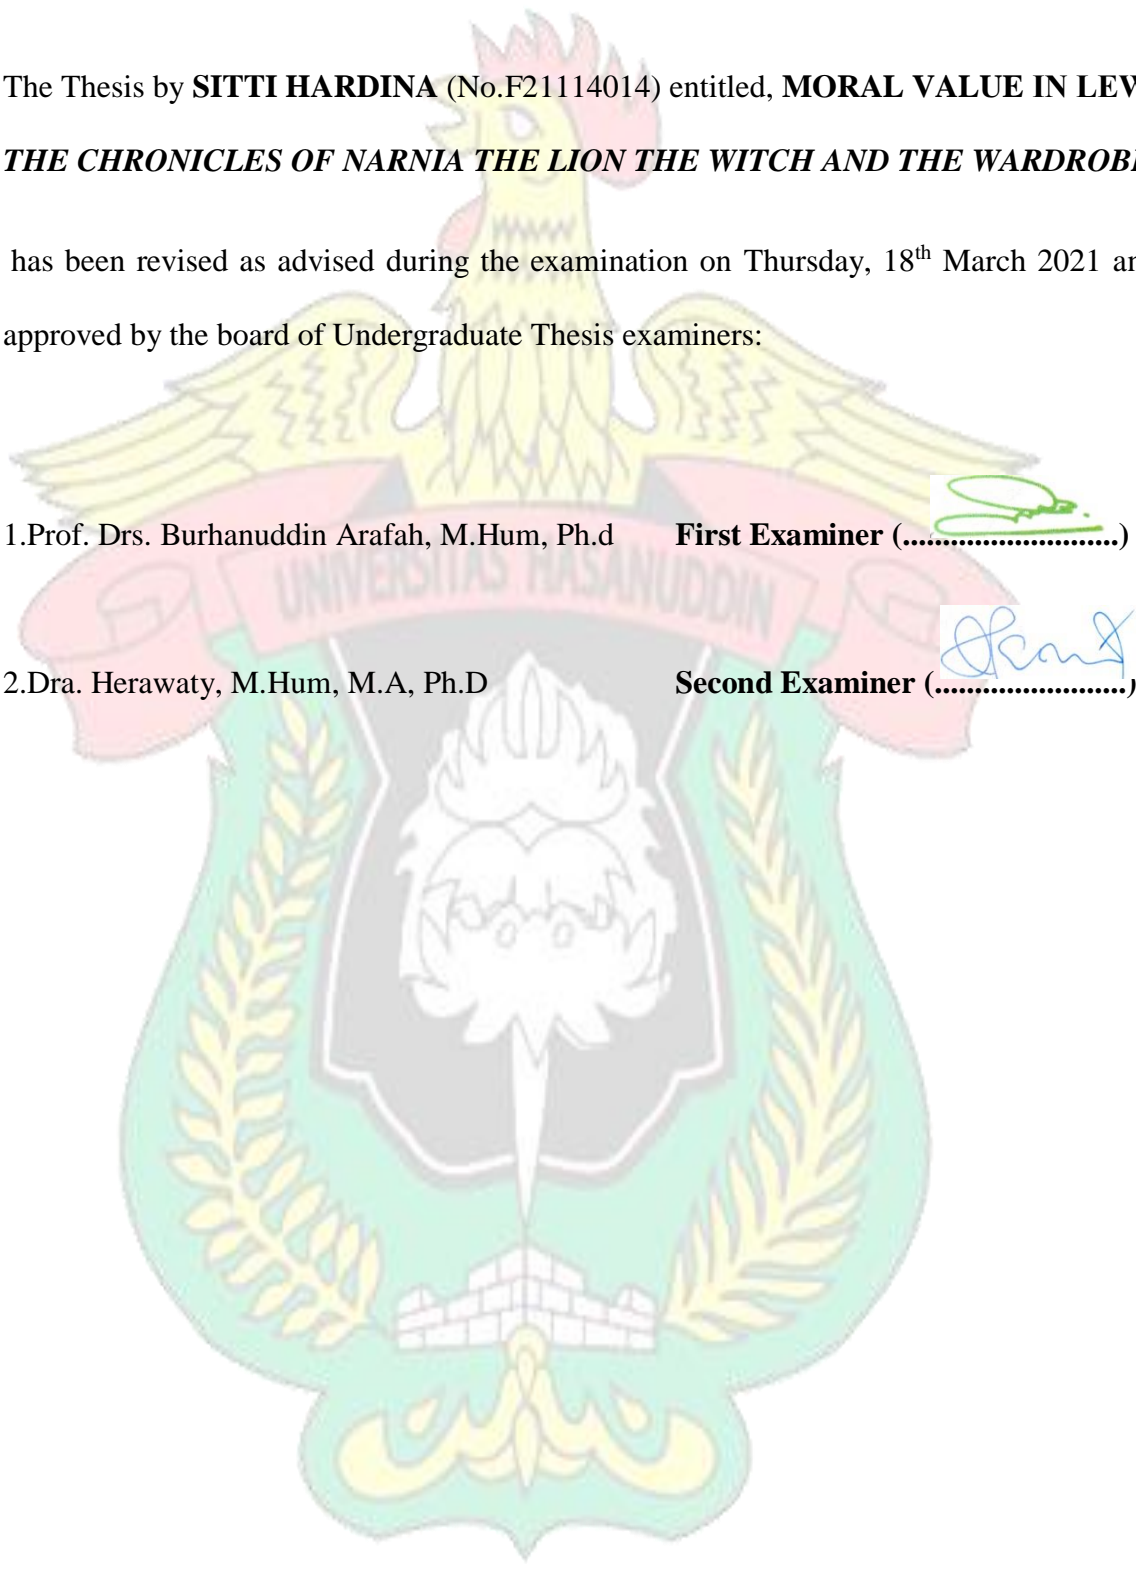 The Thesis by SITTI HARDINA (No.F21114014) entitled, MORAL VALUE IN LEW
THE CHRONICLES OF NARNIA THE LION THE WITCH AND THE WARDROBE
has been revised as advised during the examination on Thursday, 18th March 2021 an
approved by the board of Undergraduate Thesis examiners:
1.Prof. Drs. Burhanuddin Arafah, M.Hum, Ph.d First Examiner (...........................)
UNIVERSITAS HASANUDDIN
2.Dra. Herawaty, M.Hum, M.A, Ph.D Second Examiner (........................)